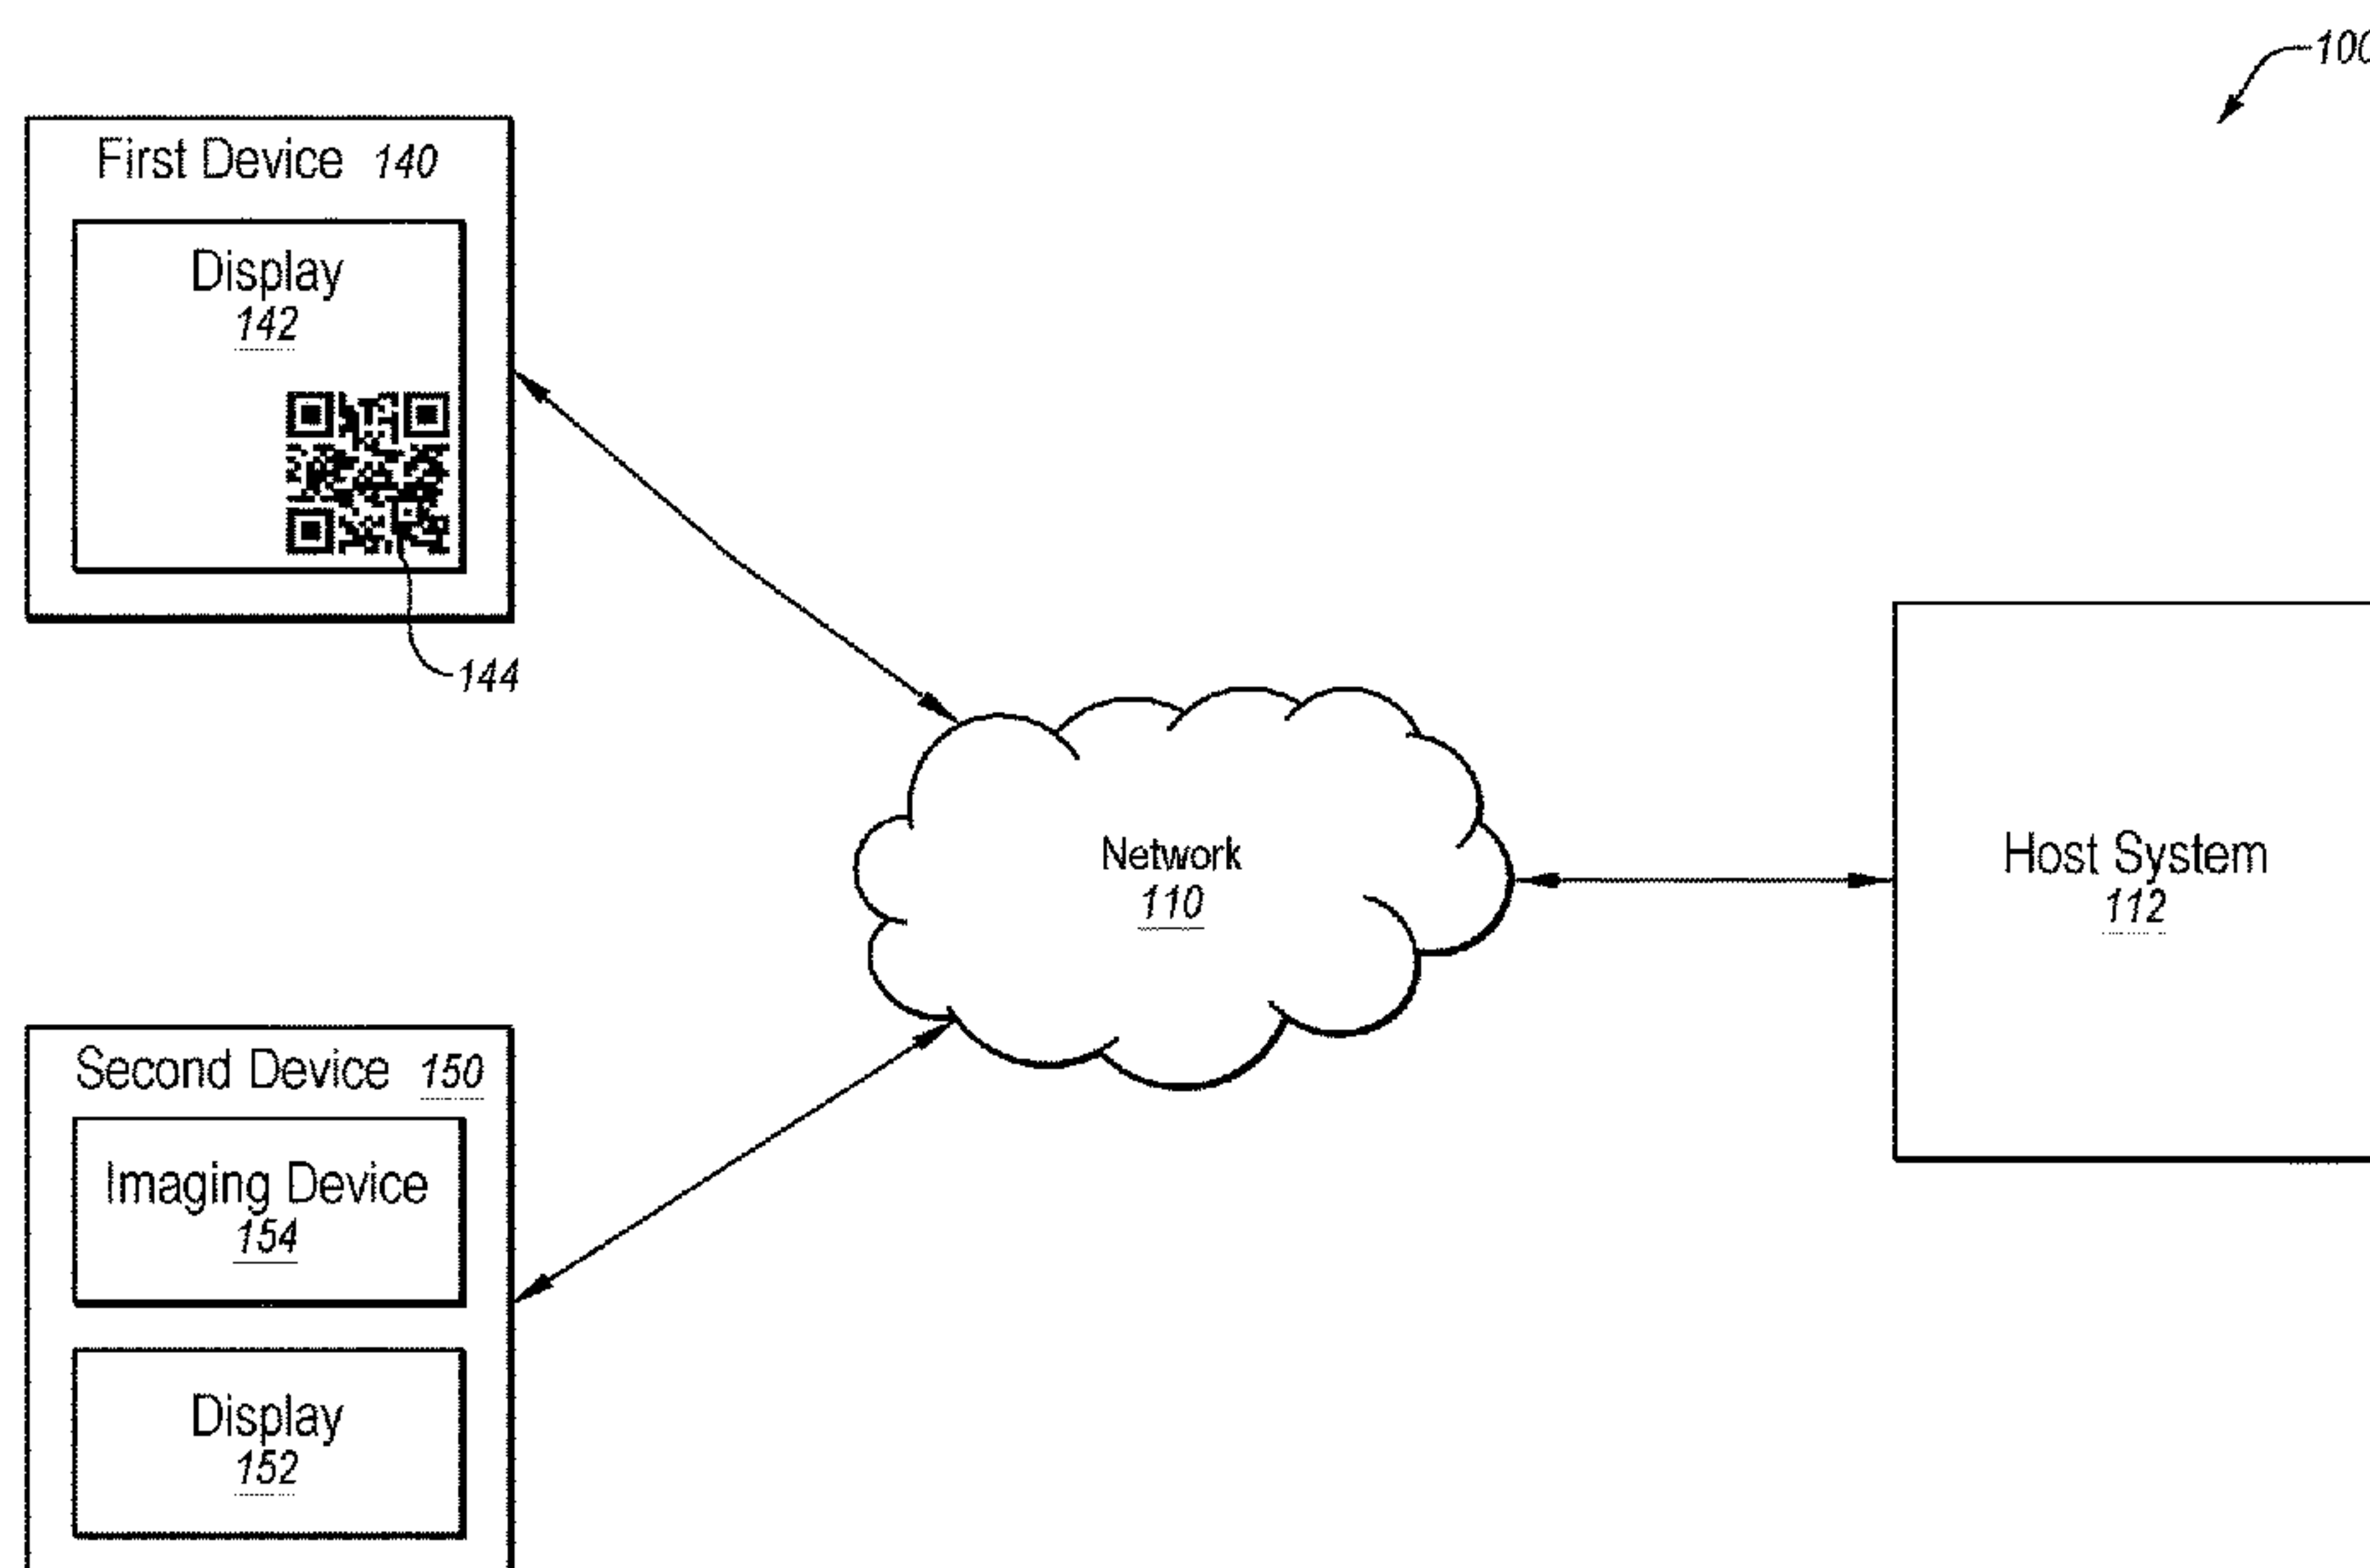 100
First Device 140
Display
142
144
Network
110
Host System
112
Second Device 150
Imaging Device
154
Display
152